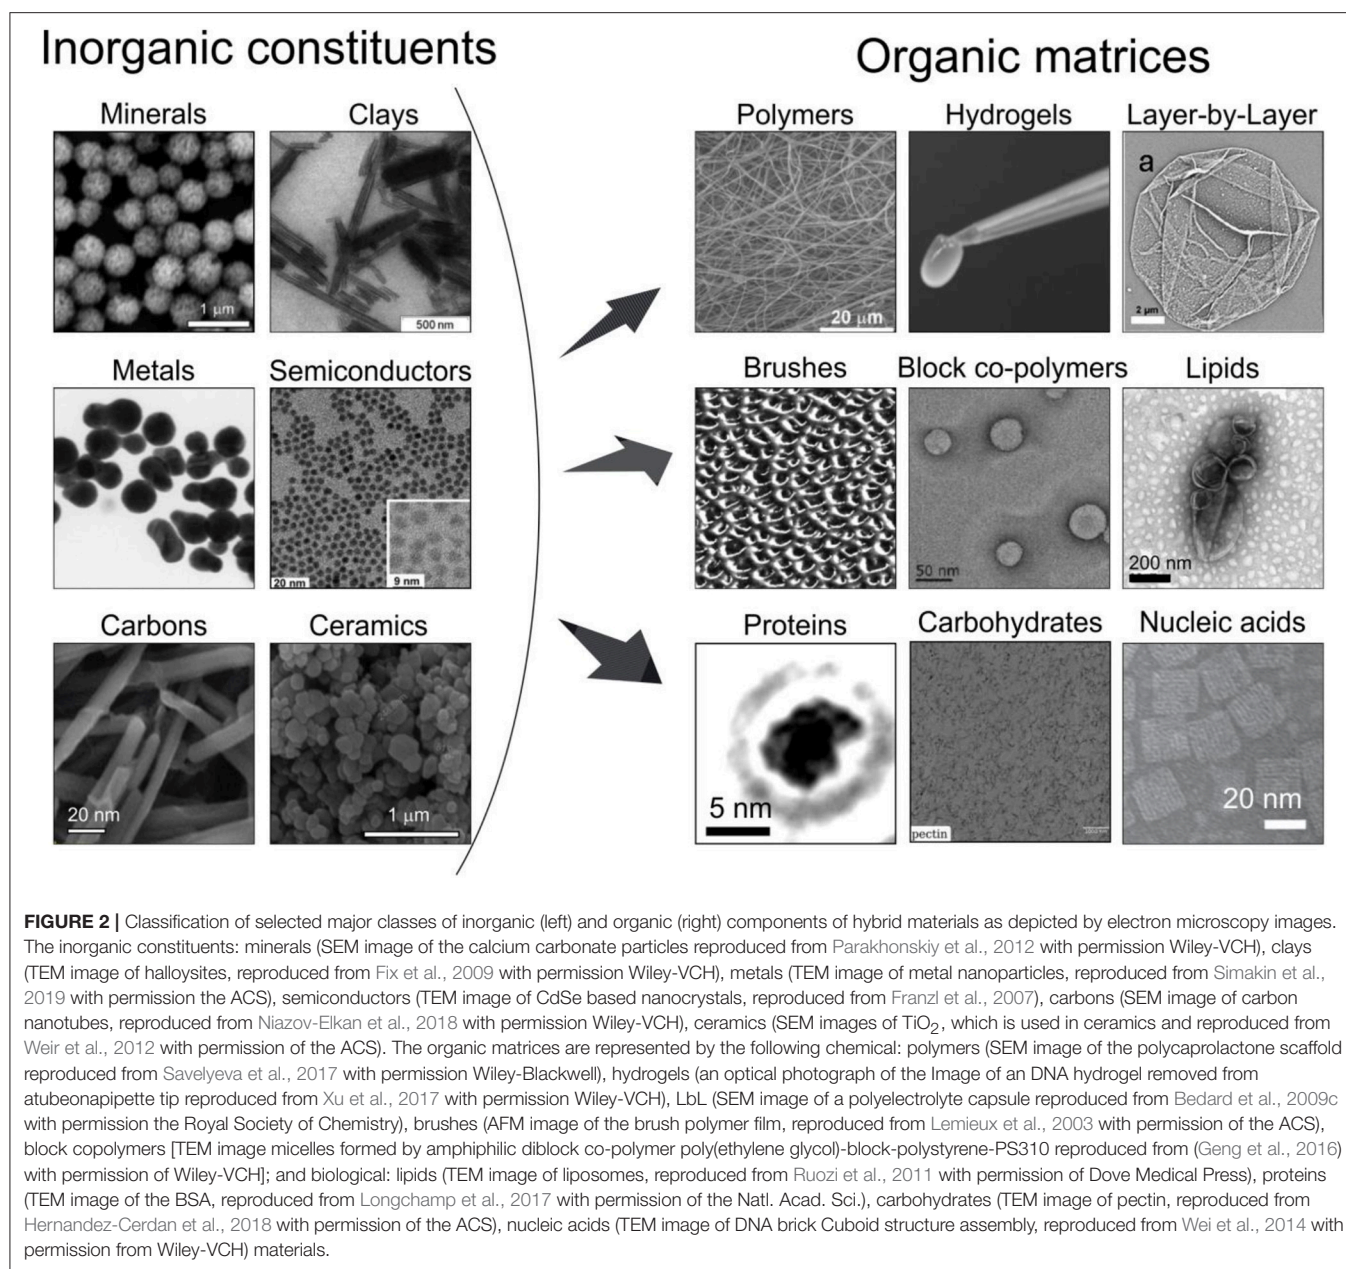 Inorganic constituents
Organic matrices
Minerals
Clays
Polymers
Hydrogels
Layer-by-Layer
a
1 μm
500 nm
20 μm
2 μm
Metals
Semiconductors
Brushes
Block co-polymers
Lipids
20 nm
9 nm
50 nm
200 nm
Carbons
Ceramics
Proteins
Carbohydrates
Nucleic acids
20 nm
1 μm
5 nm
pectin
20 nm
FIGURE 2 | Classification of selected major classes of inorganic (left) and organic (right) components of hybrid materials as depicted by electron microscopy images.
The inorganic constituents: minerals (SEM image of the calcium carbonate particles reproduced from Parakhonskiy et al., 2012 with permission Wiley-VCH), clays
(TEM image of halloysites, reproduced from Fix et al., 2009 with permission Wiley-VCH), metals (TEM image of metal nanoparticles, reproduced from Simakin et al.,
2019 with permission the ACS), semiconductors (TEM image of CdSe based nanocrystals, reproduced from Franzl et al., 2007), carbons (SEM image of carbon
nanotubes, reproduced from Niazov-Elkan et al., 2018 with permission Wiley-VCH), ceramics (SEM images of TiO₂, which is used in ceramics and reproduced from
Weir et al., 2012 with permission of the ACS). The organic matrices are represented by the following chemical: polymers (SEM image of the polycaprolactone scaffold
reproduced from Savelyeva et al., 2017 with permission Wiley-Blackwell), hydrogels (an optical photograph of the Image of an DNA hydrogel removed from
atubeonapipette tip reproduced from Xu et al., 2017 with permission Wiley-VCH), LbL (SEM image of a polyelectrolyte capsule reproduced from Bedard et al., 2009c
with permission the Royal Society of Chemistry), brushes (AFM image of the brush polymer film, reproduced from Lemieux et al., 2003 with permission of the ACS),
block copolymers [TEM image micelles formed by amphiphilic diblock co-polymer poly(ethylene glycol)-block-polystyrene-PS310 reproduced from (Geng et al., 2016)
with permission of Wiley-VCH]; and biological: lipids (TEM image of liposomes, reproduced from Ruozi et al., 2011 with permission of Dove Medical Press), proteins
(TEM image of the BSA, reproduced from Longchamp et al., 2017 with permission of the Natl. Acad. Sci.), carbohydrates (TEM image of pectin, reproduced from
Hernandez-Cerdan et al., 2018 with permission of the ACS), nucleic acids (TEM image of DNA brick Cuboid structure assembly, reproduced from Wei et al., 2014 with
permission from Wiley-VCH) materials.